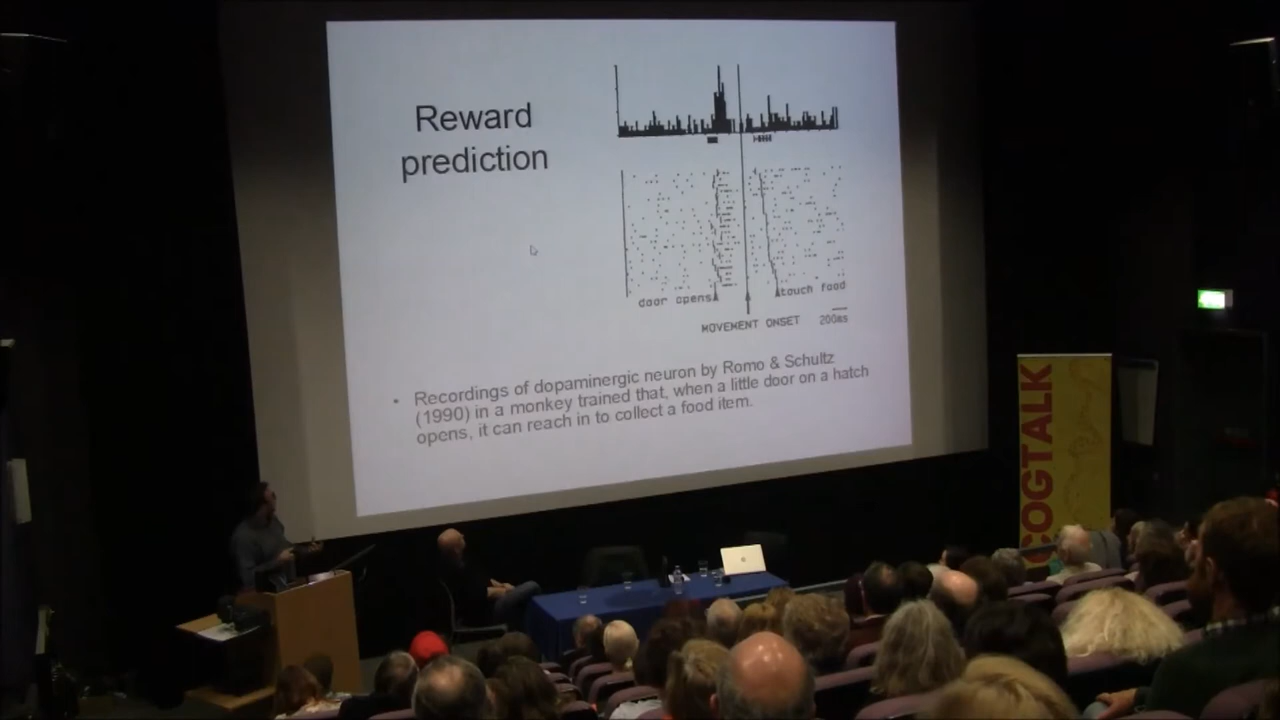 Reward
prediction
door opens
touch food
MOVEMENT ONSET 200ms
• Recordings of dopaminergic neuron by Romo & Schultz
(1990) in a monkey trained that, when a little door on a hatch
opens, it can reach in to collect a food item.
COGTALK